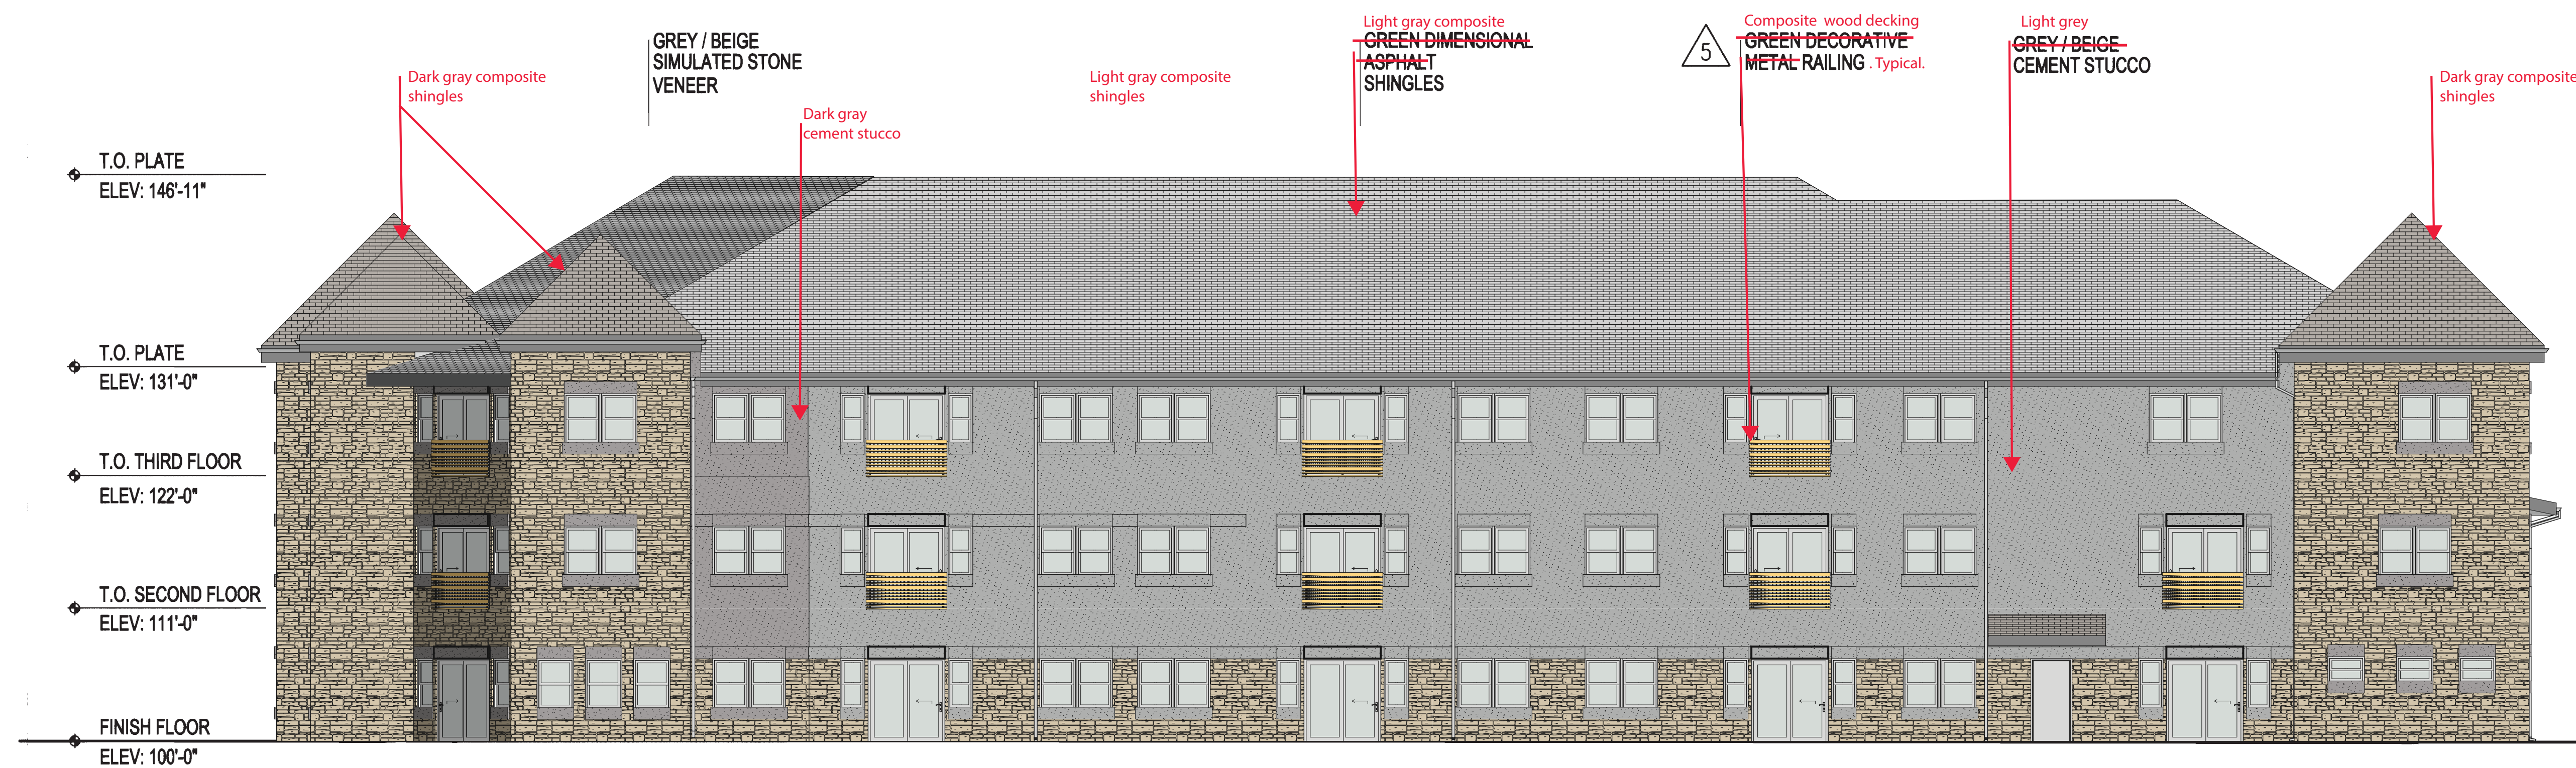 Light gray composite
GREEN DIMENSIONAL
ASPHALT
SHINGLES
Composite wood decking
GREEN DECORATIVE
METAL RAILING . Typical.
5
Light grey
GREY / BEIGE
CEMENT STUCCO
GREY / BEIGE
SIMULATED STONE
VENEER
Dark gray composite
shingles
Light gray composite
shingles
Dark gray composite
shingles
Dark gray
cement stucco
T.O. PLATE
ELEV: 146'-11"
T.O. PLATE
ELEV: 131'-0"
T.O. THIRD FLOOR
ELEV: 122'-0"
T.O. SECOND FLOOR
ELEV: 111'-0"
FINISH FLOOR
ELEV: 100'-0"